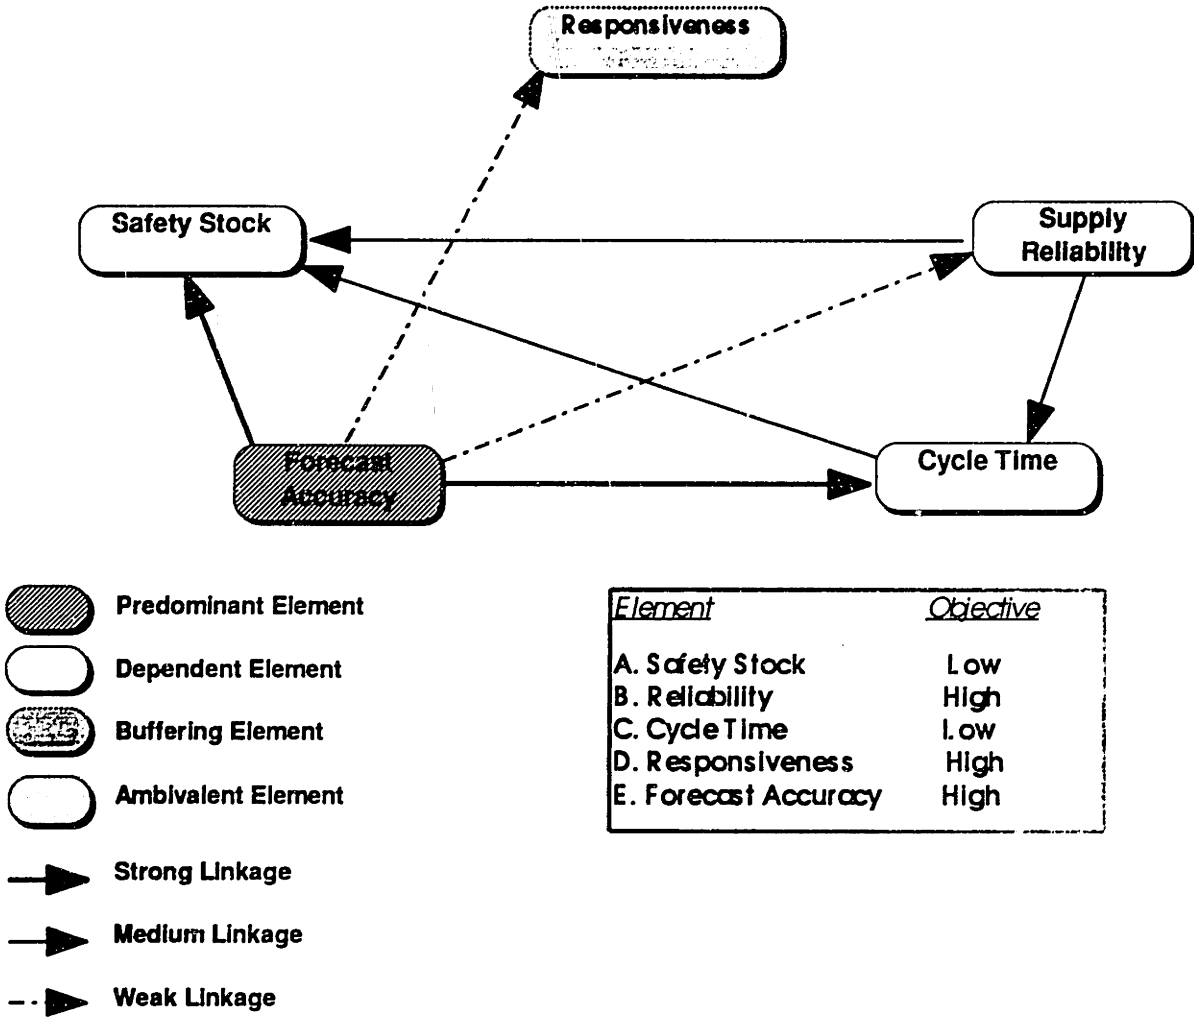 Responsiveness
Safety Stock
Supply
Reliability
Forecast
Accuracy
Cycle Time
Predominant Element
Dependent Element
Buffering Element
Ambivalent Element
Strong Linkage
Medium Linkage
Weak Linkage
Element Objective
A. Safety Stock Low
B. Reliability High
C. Cycle Time Low
D. Responsiveness High
E. Forecast Accuracy High